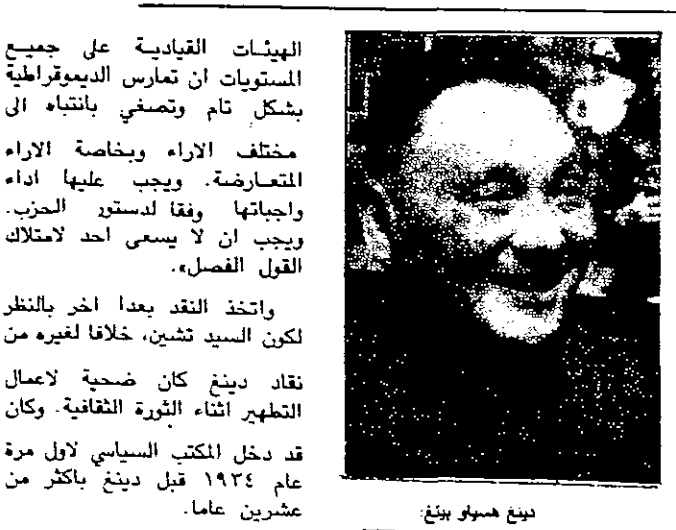 الهيئات القيادية على جميع
المستويات ان تمارس الديموقراطية
بشكل تام وتصغي بانتباه الى
مختلف الاراء وبخاصة الاراء
المتعارضة. ويجب عليها اداء
واجباتها وفقا لدستور الحزب.
ويجب ان لا يسعى احد لامتلاك
القول الفصل».
واتخذ النقد بعدا اخر بالنظر
لكون السيد تشين، خلافا لغيره من
نقاد دينغ كان ضحية لاعمال
التطهير اثناء الثورة الثقافية. وكان
قد دخل المكتب السياسي لاول مرة
عام ١٩٣٤ قبل دينغ باكثر من
عشرين عاما.
دينغ هسياو بينغ: